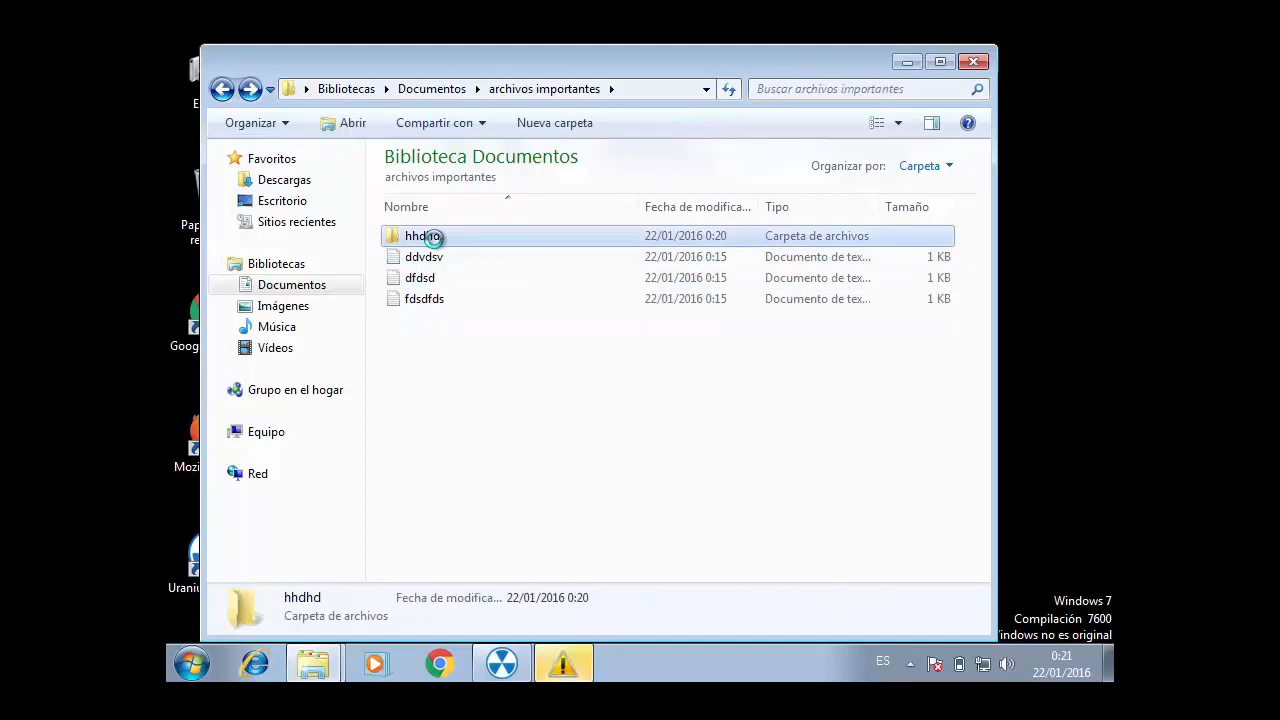 Bibliotecas Documentos archivos importantes
Buscar archivos importantes
Organizar Abrir Compartir con Nueva carpeta
Favoritos
Descargas
Escritorio
Sitios recientes
Bibliotecas
Documentos
Imágenes
Música
Vídeos
Grupo en el hogar
Equipo
Red
Biblioteca Documentos
archivos importantes
Organizar por: Carpeta
Nombre Fecha de modifica... Tipo Tamaño
22/01/2016 0:20 Carpeta de archivos
ddvdsv 22/01/2016 0:15 Documento de tex... 1 KB
dfdsd 22/01/2016 0:15 Documento de tex... 1 KB
fdsdfds 22/01/2016 0:15 Documento de tex... 1 KB
hhdhd Fecha de modifica... 22/01/2016 0:20
Carpeta de archivos
E
Pap
re
Goog
Mozi
Uraniu
Windows 7
Compilación 7600
indows no es original
ES
0:21
22/01/2016